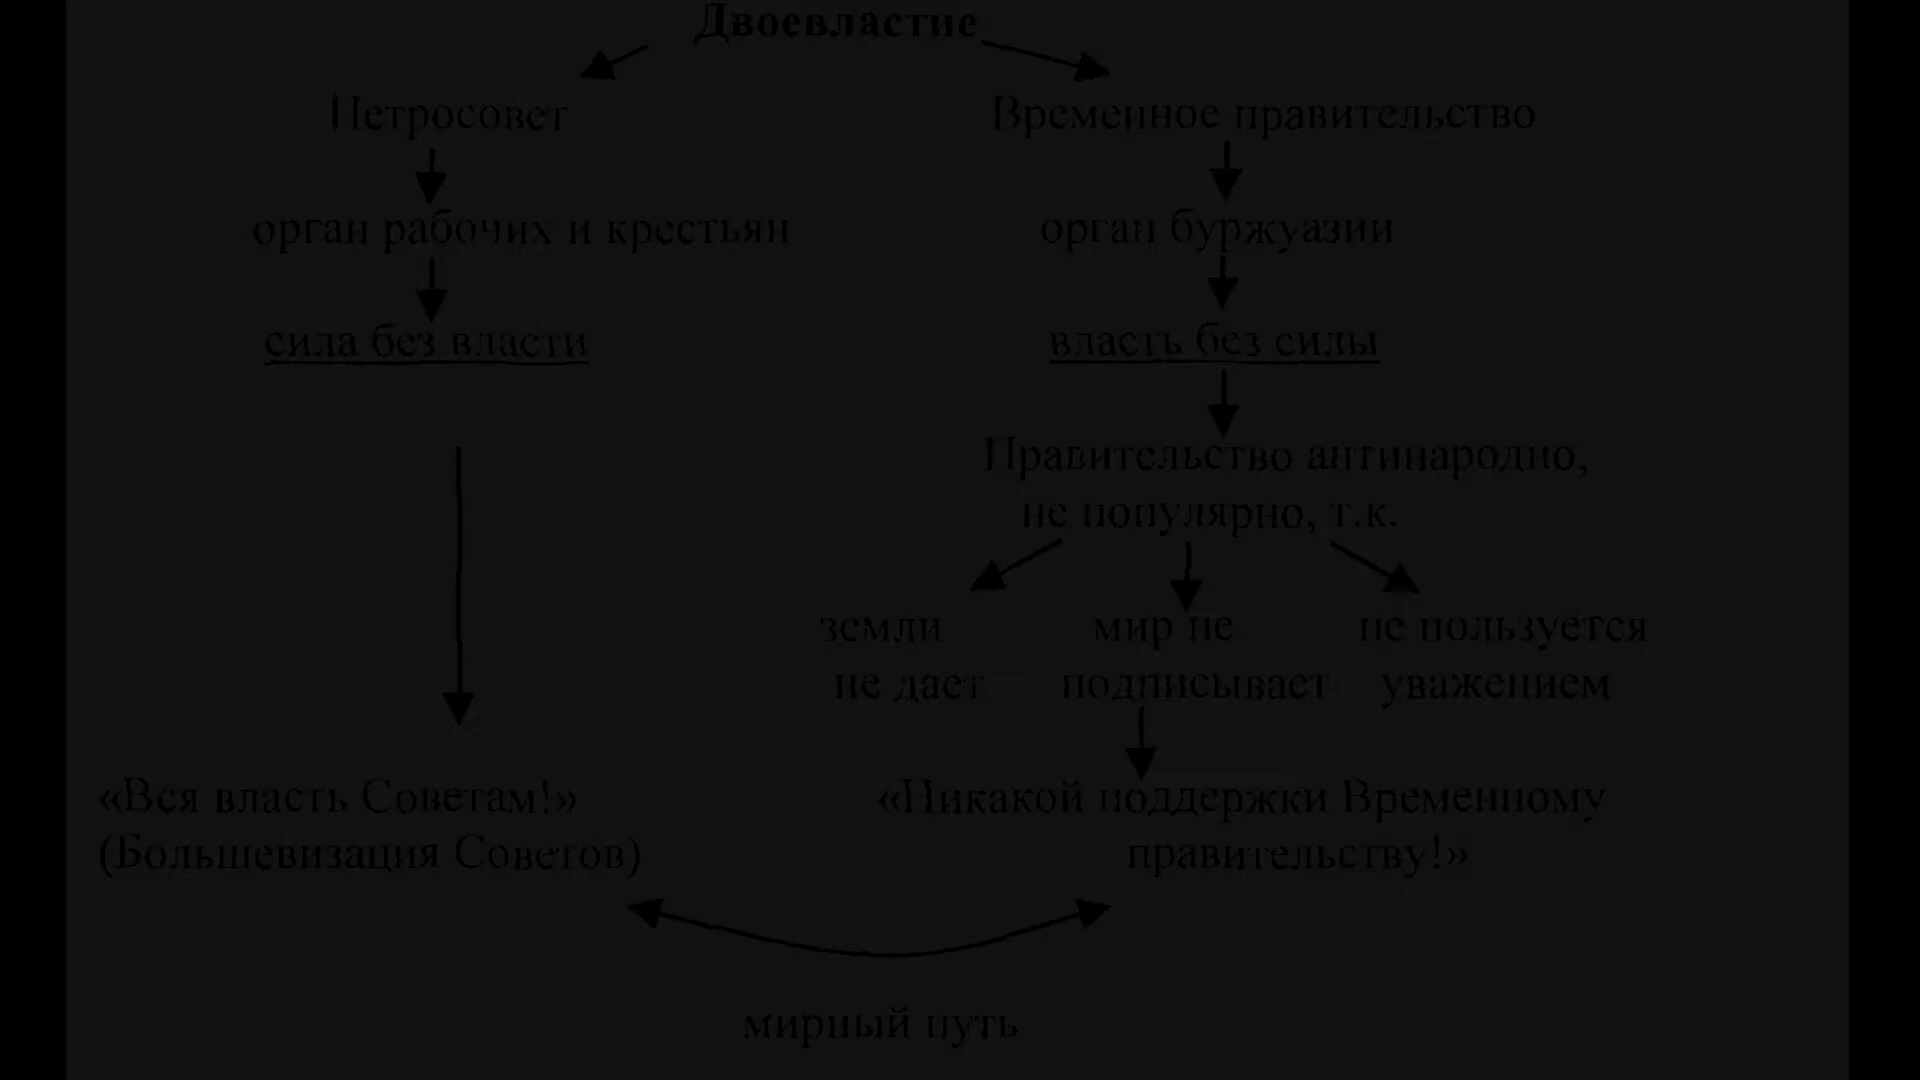 Двоевластие
Петросовет
Временное правительство
орган рабочих и крестьян
орган буржуазии
сила без власти
власть без силы
Правительство антинародно,
не популярно, т.к.
земли
не дает
мир не
подписывает
не пользуется
уважением
«Вся власть Советам!»
(Большевизация Советов)
«Никакой поддержки Временному
правительству!»
мирный путь